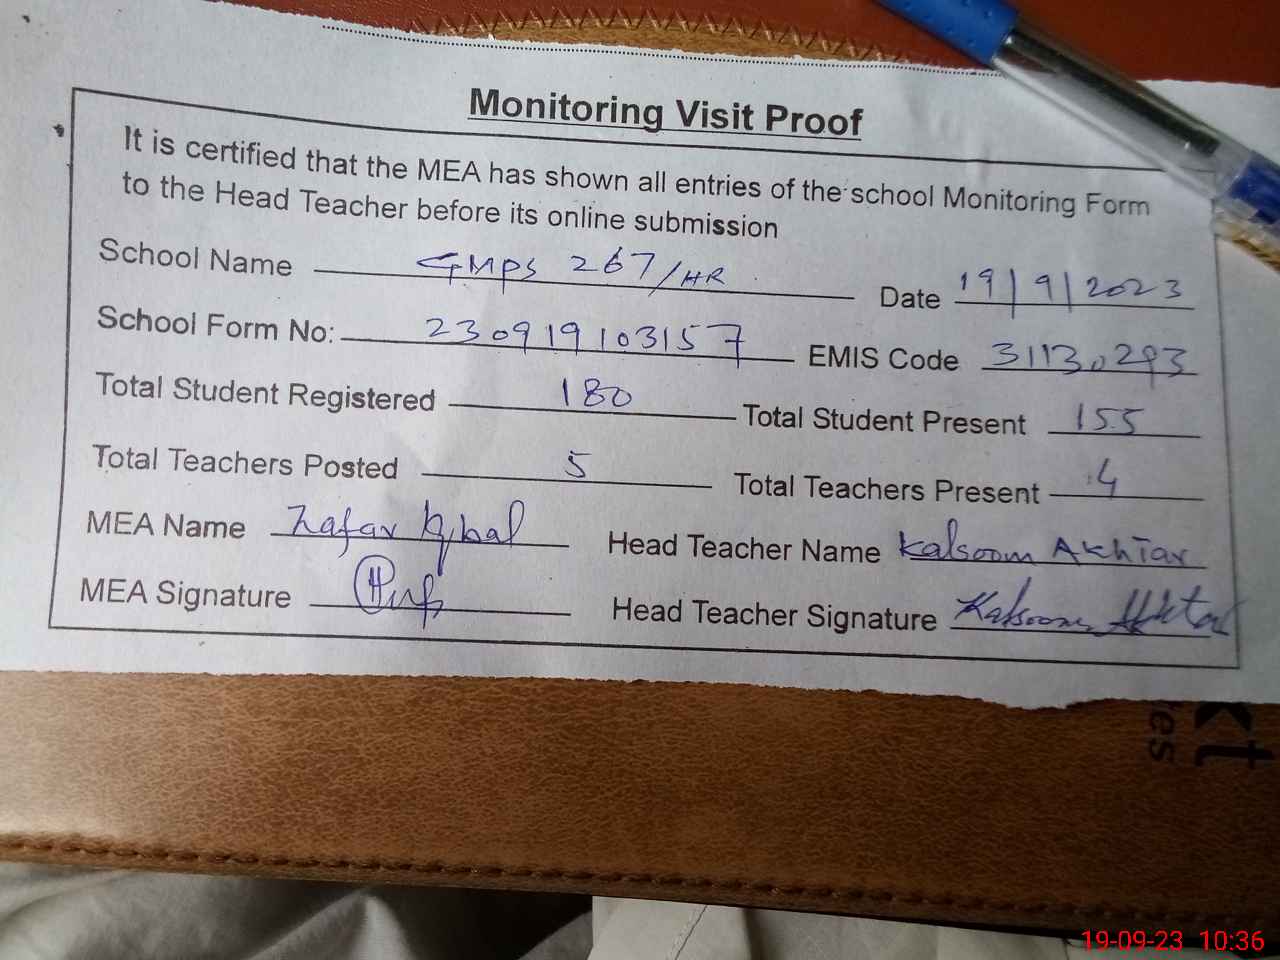 Monitoring Visit Proof
It is certified that the MEA has shown all entries of the school Monitoring Form
to the Head Teacher before its online submission
School Name GMPS 267/HR Date 19/9/2023
School Form No: 230919103157 EMIS Code 31130293
Total Student Registered 180 Total Student Present 155
Total Teachers Posted 5 Total Teachers Present 4
MEA Name Zafar Iqbal Head Teacher Name Kalsoom Akhtar
MEA Signature Head Teacher Signature Kalsoom Akhtar
kt
es
19-09-23 10:36